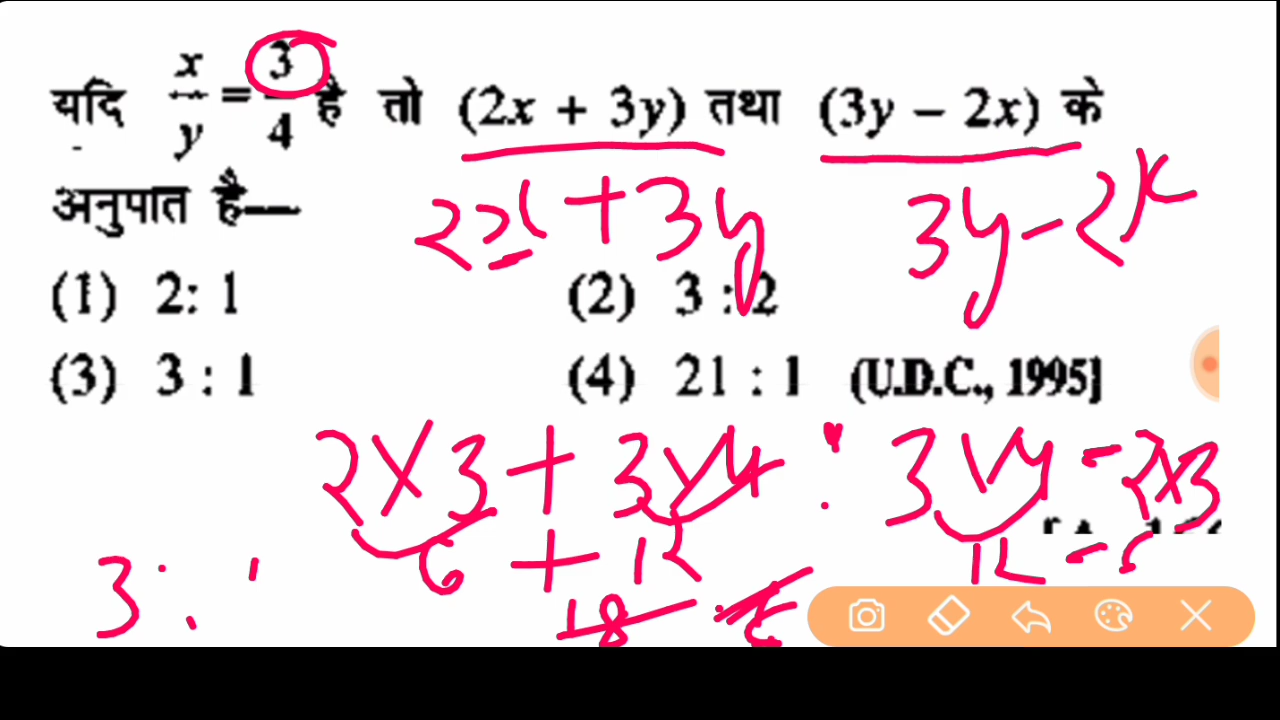 यदि x/y = 3/4 है तो (2x + 3y) तथा (3y – 2x) के
अनुपात है—
2x + 3y 3y – 2x
(1) 2: 1 (2) 3 : 2
(3) 3 : 1 (4) 21 : 1 (U.D.C., 1995]
2×3 + 3×4 : 3×4 – 2×3
6 + 12 12 – 6
3 : 1 18 : 6